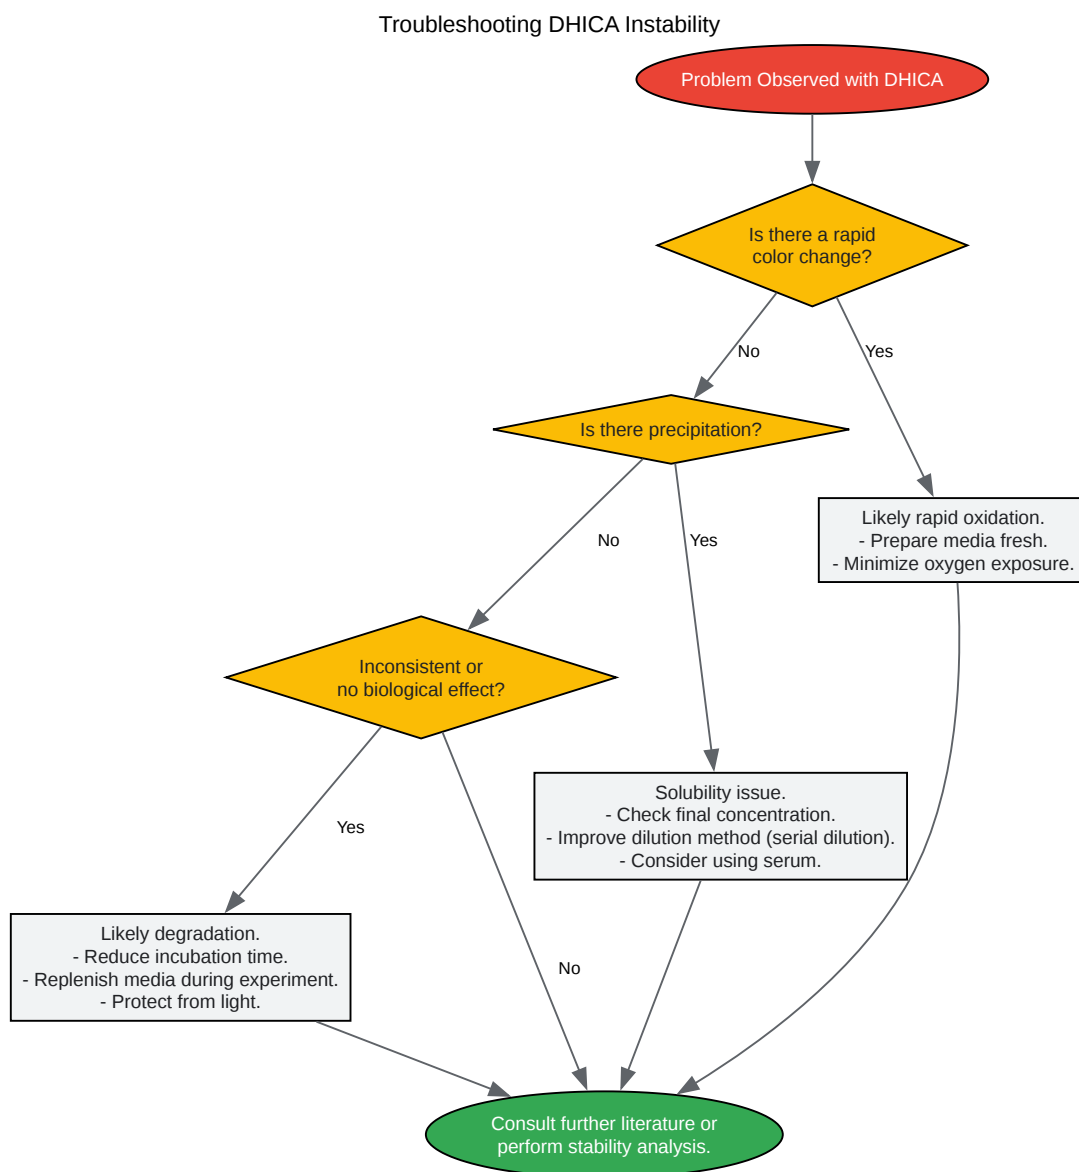 Troubleshooting DHICA Instability
Problem Observed with DHICA
Is there a rapid
color change?
No
Yes
Is there precipitation?
Likely rapid oxidation.
- Prepare media fresh.
- Minimize oxygen exposure.
No
Yes
Inconsistent or
no biological effect?
Solubility issue.
- Check final concentration.
- Improve dilution method (serial dilution).
- Consider using serum.
Yes
No
Likely degradation.
- Reduce incubation time.
- Replenish media during experiment.
- Protect from light.
Consult further literature or
perform stability analysis.